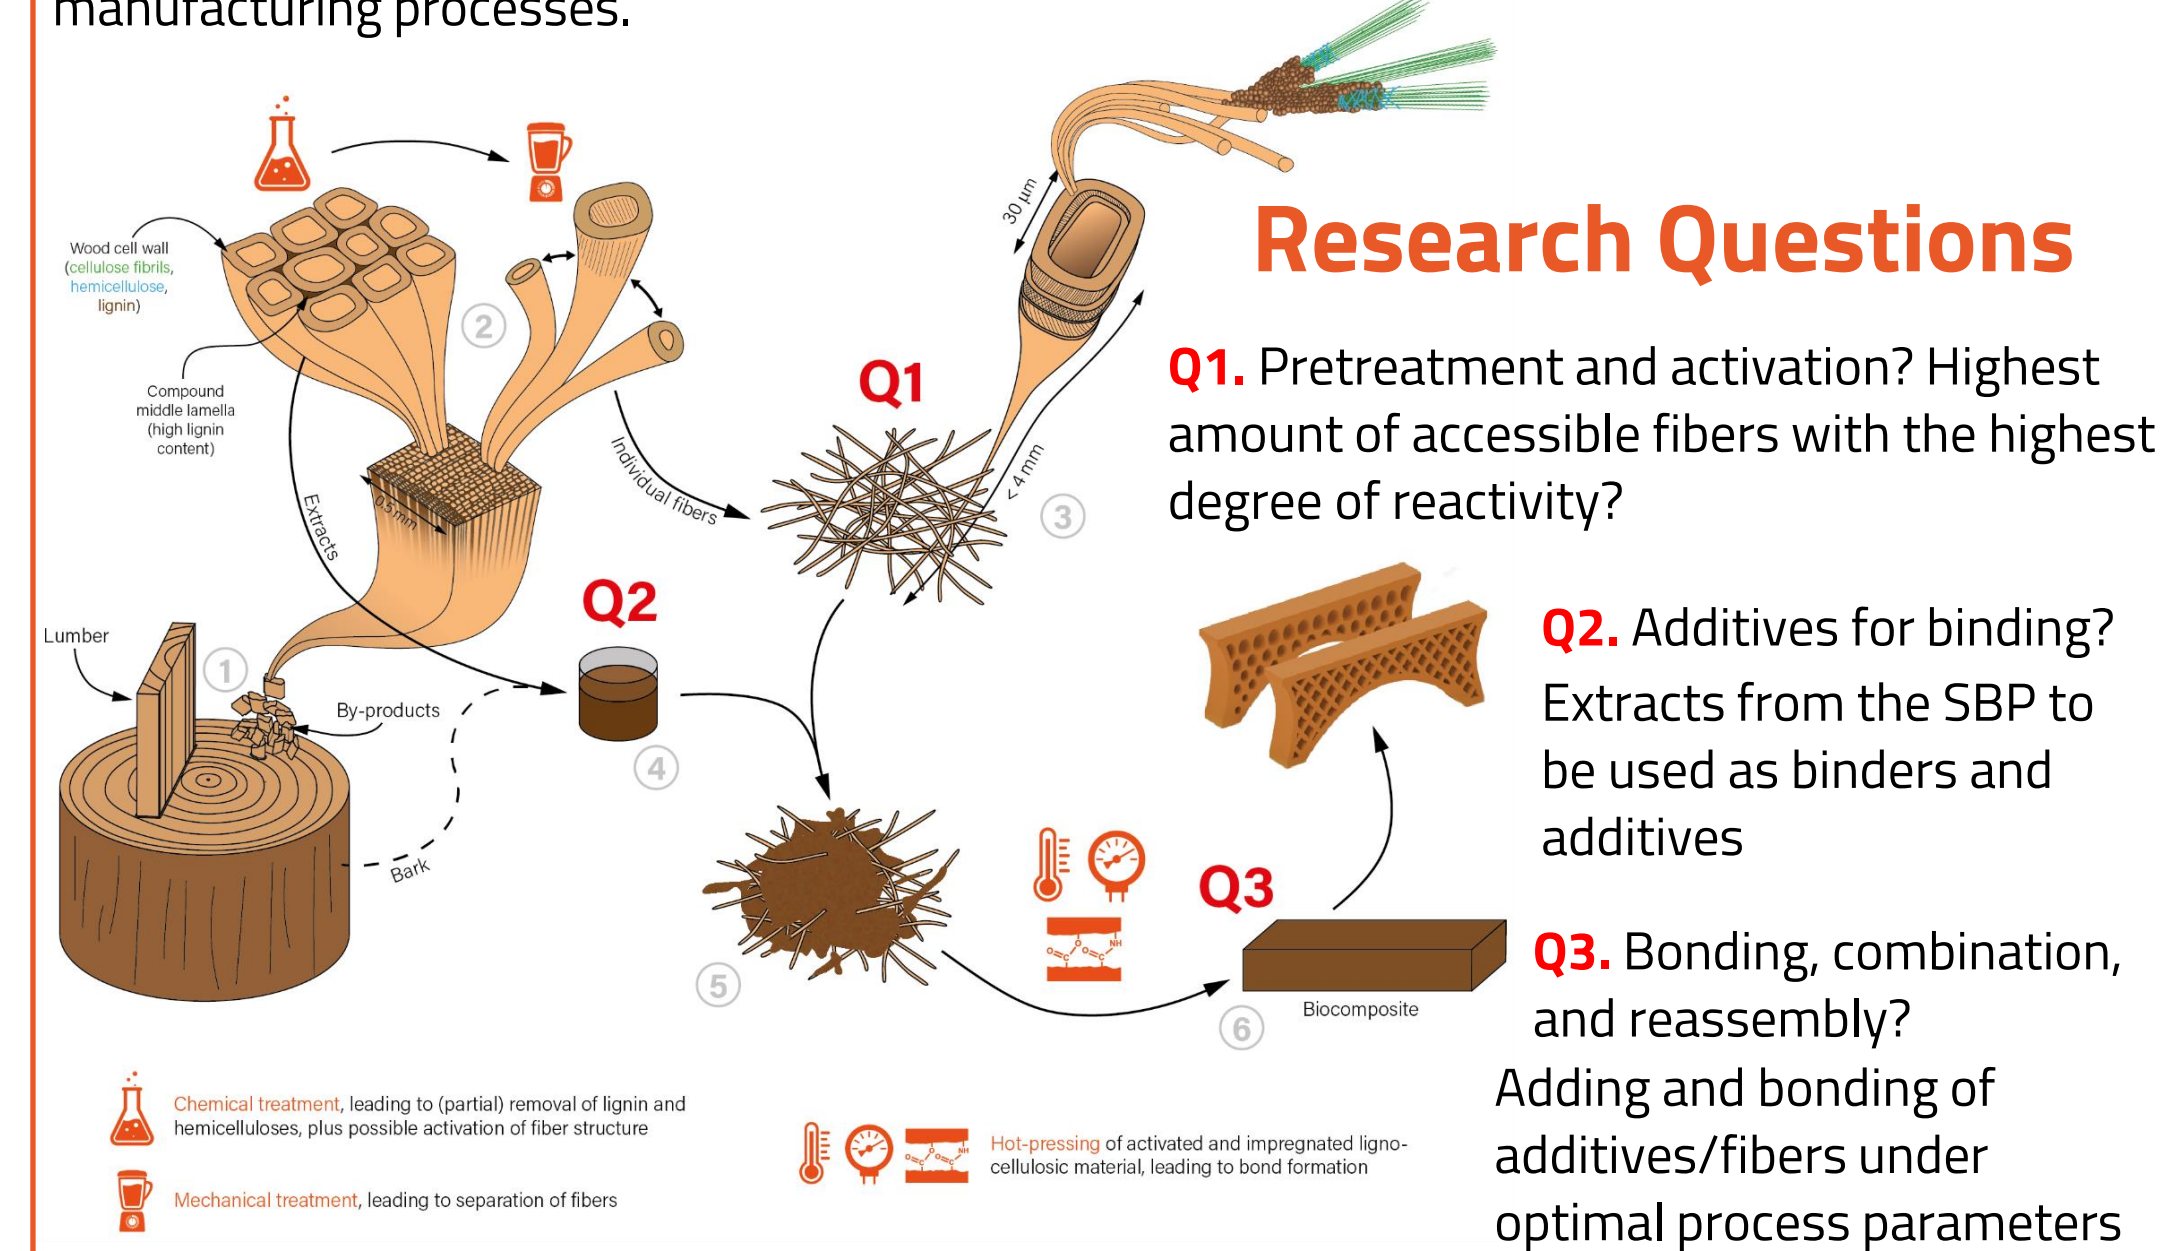 manufacturing processes.
Wood cell wall
(cellulose fibrils,
hemicellulose,
lignin)
Compound
middle lamella
(high lignin
content)
2
0.5 mm
Extracts
Individual fibers
30 µm
Q1
< 4 mm
3
Lumber
1
By-products
Bark
Q2
4
5
O
NH
O=C
O=C
Q3
6
Biocomposite
Chemical treatment, leading to (partial) removal of lignin and
hemicelluloses, plus possible activation of fiber structure
Mechanical treatment, leading to separation of fibers
O
NH
O=C
O=C
Hot-pressing of activated and impregnated ligno-
cellulosic material, leading to bond formation
Research Questions
Q1. Pretreatment and activation? Highest
amount of accessible fibers with the highest
degree of reactivity?
Q2. Additives for binding?
Extracts from the SBP to
be used as binders and
additives
Q3. Bonding, combination,
and reassembly?
Adding and bonding of
additives/fibers under
optimal process parameters